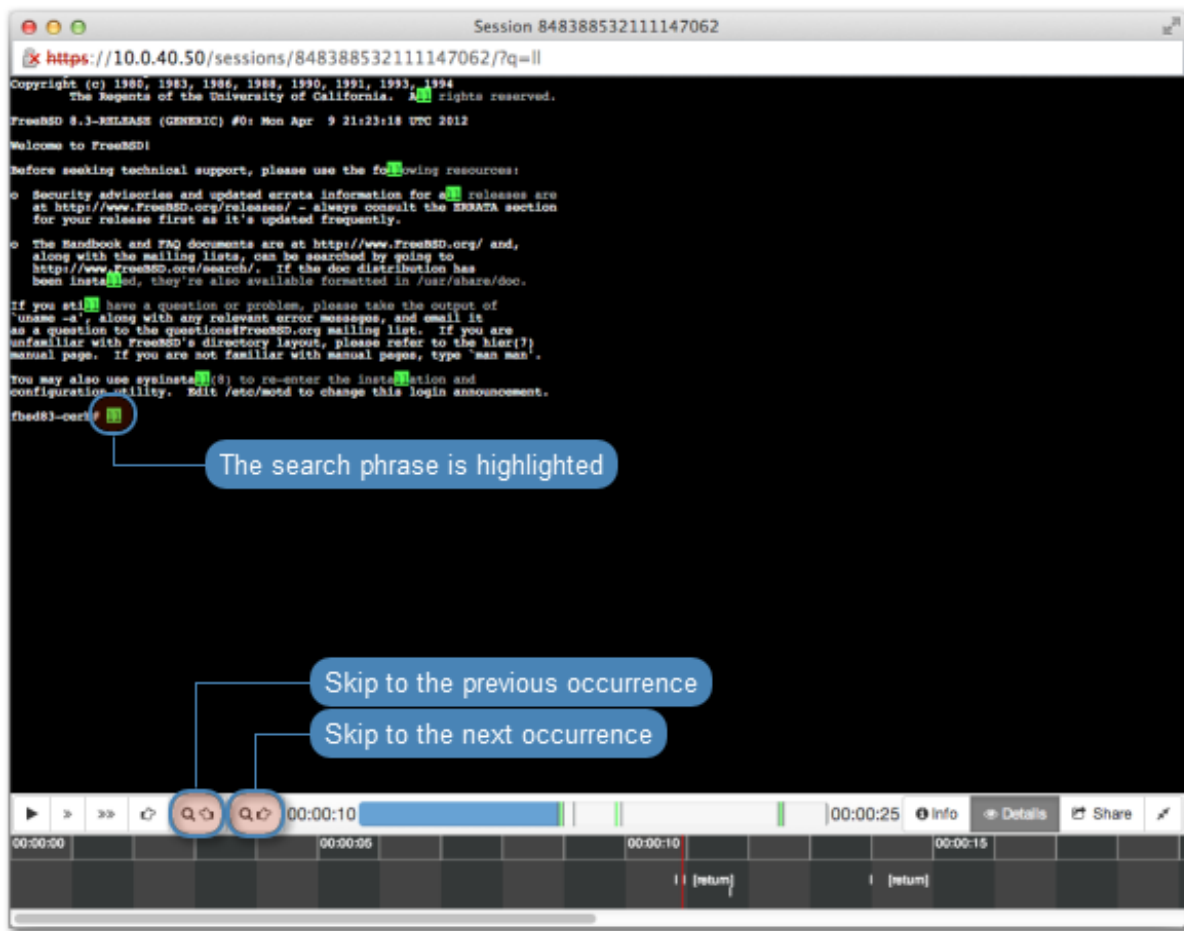 Session 848388532111147062
https://10.0.40.50/sessions/848388532111147062/?q=ll
Copyright (c) 1980, 1983, 1986, 1988, 1990, 1991, 1993, 1994
The Regents of the University of California. All rights reserved.
FreeBSD 8.3-RELEASE (GENERIC) #0: Mon Apr 9 21:23:18 UTC 2012
Welcome to FreeBSD!
Before seeking technical support, please use the following resources:
o Security advisories and updated errata information for all releases are
at http://www.FreeBSD.org/releases/ - always consult the ERRATA section
for your release first as it's updated frequently.
o The Handbook and FAQ documents are at http://www.FreeBSD.org/ and,
along with the mailing lists, can be searched by going to
http://www.FreeBSD.org/search/. If the doc distribution has
been installed, they're also available formatted in /usr/share/doc.
If you still have a question or problem, please take the output of
`uname -a', along with any relevant error messages, and email it
as a question to the questions@FreeBSD.org mailing list. If you are
unfamiliar with FreeBSD's directory layout, please refer to the hier(7)
manual page. If you are not familiar with manual pages, type `man man'.
You may also use sysinstall(8) to re-enter the installation and
configuration utility. Edit /etc/motd to change this login announcement.
# ll
The search phrase is highlighted
Skip to the previous occurrence
Skip to the next occurrence
00:00:10 00:00:25 Info Details Share
00:00:00 00:00:05 00:00:10 00:00:15
[return] [return]